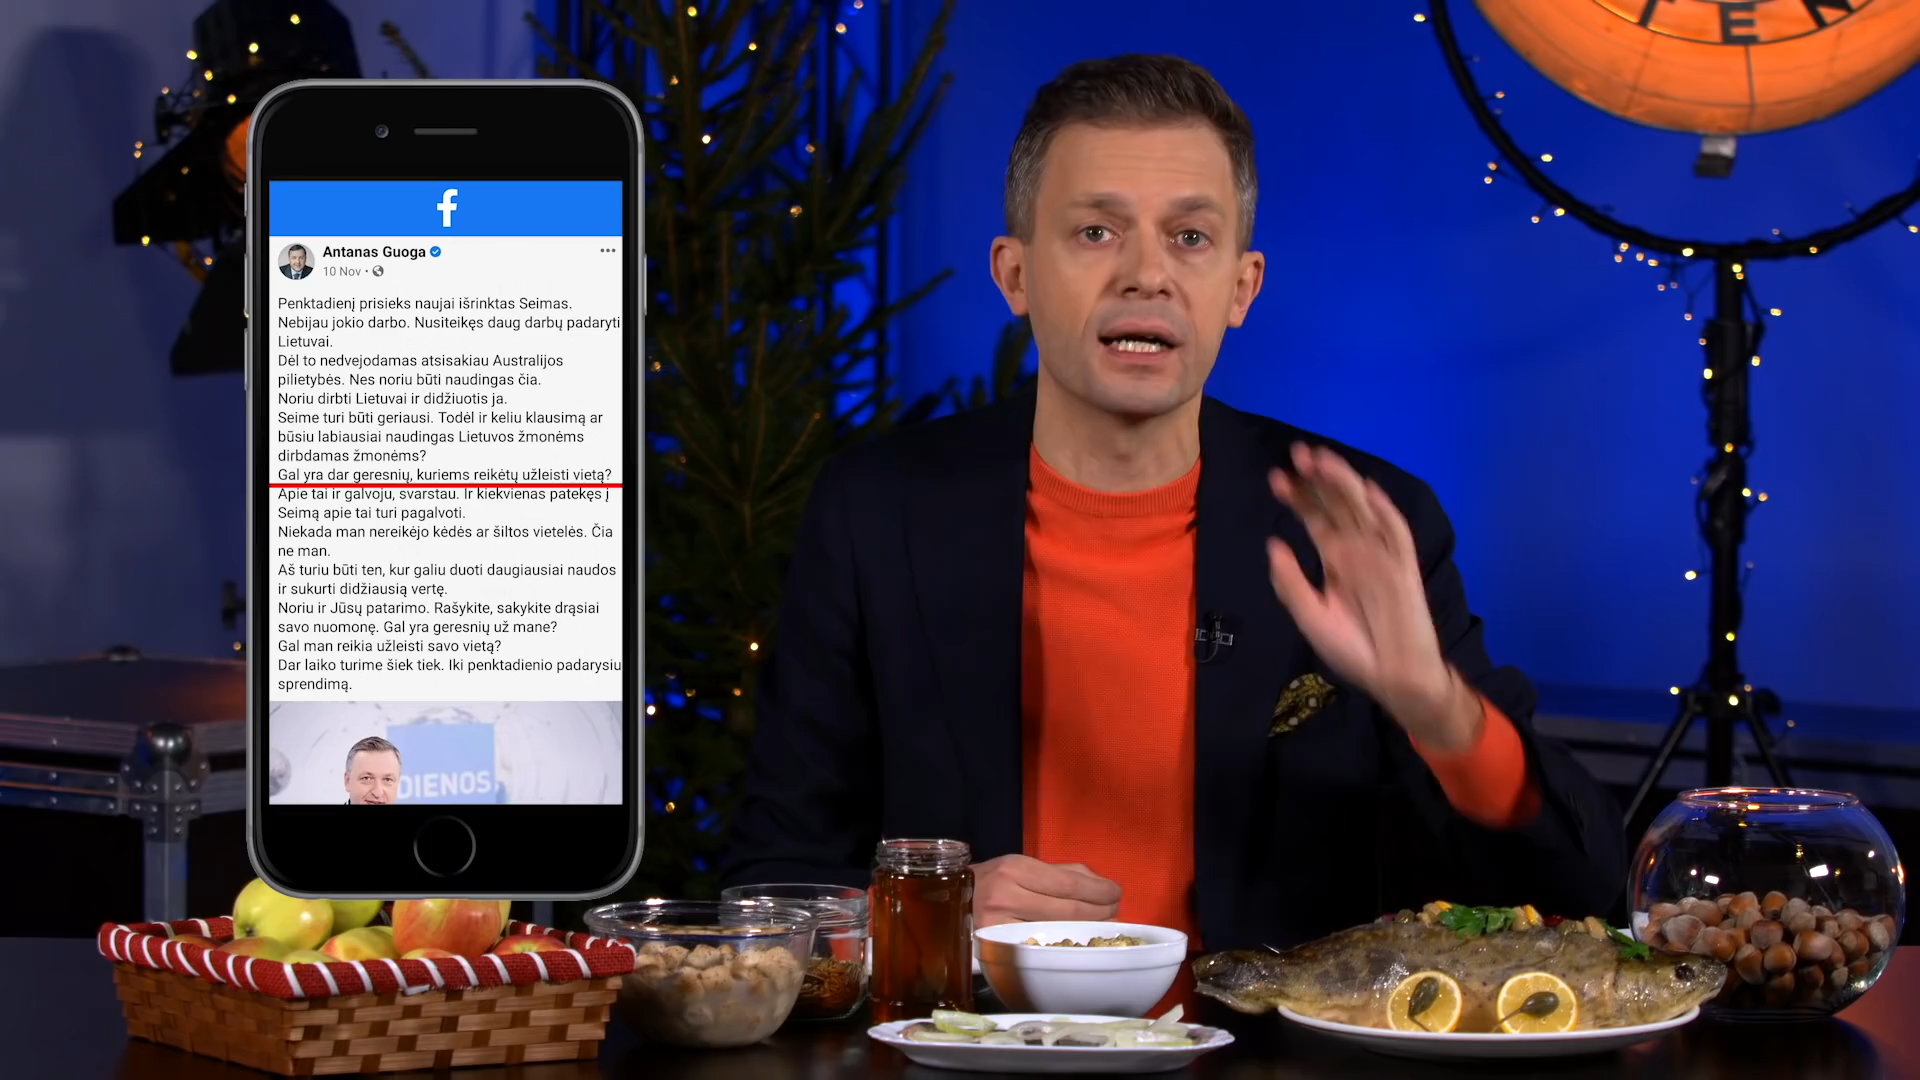 TEN
f
Antanas Guoga
10 Nov •
Penktadienį prisieks naujai išrinktas Seimas.
Nebijau jokio darbo. Nusiteikęs daug darbų padaryti
Lietuvai.
Dėl to nedvejodamas atsisakiau Australijos
pilietybės. Nes noriu būti naudingas čia.
Noriu dirbti Lietuvai ir didžiuotis ja.
Seime turi būti geriausi. Todėl ir keliu klausimą ar
būsiu labiausiai naudingas Lietuvos žmonėms
dirbdamas žmonėms?
Gal yra dar geresnių, kuriems reikėtų užleisti vietą?
Apie tai ir galvoju, svarstau. Ir kiekvienas patekęs į
Seimą apie tai turi pagalvoti.
Niekada man nereikėjo kėdės ar šiltos vietelės. Čia
ne man.
Aš turiu būti ten, kur galiu duoti daugiausiai naudos
ir sukurti didžiausią vertę.
Noriu ir Jūsų patarimo. Rašykite, sakykite drąsiai
savo nuomonę. Gal yra geresnių už mane?
Gal man reikia užleisti savo vietą?
Dar laiko turime šiek tiek. Iki penktadienio padarysiu
sprendimą.
DIENOS